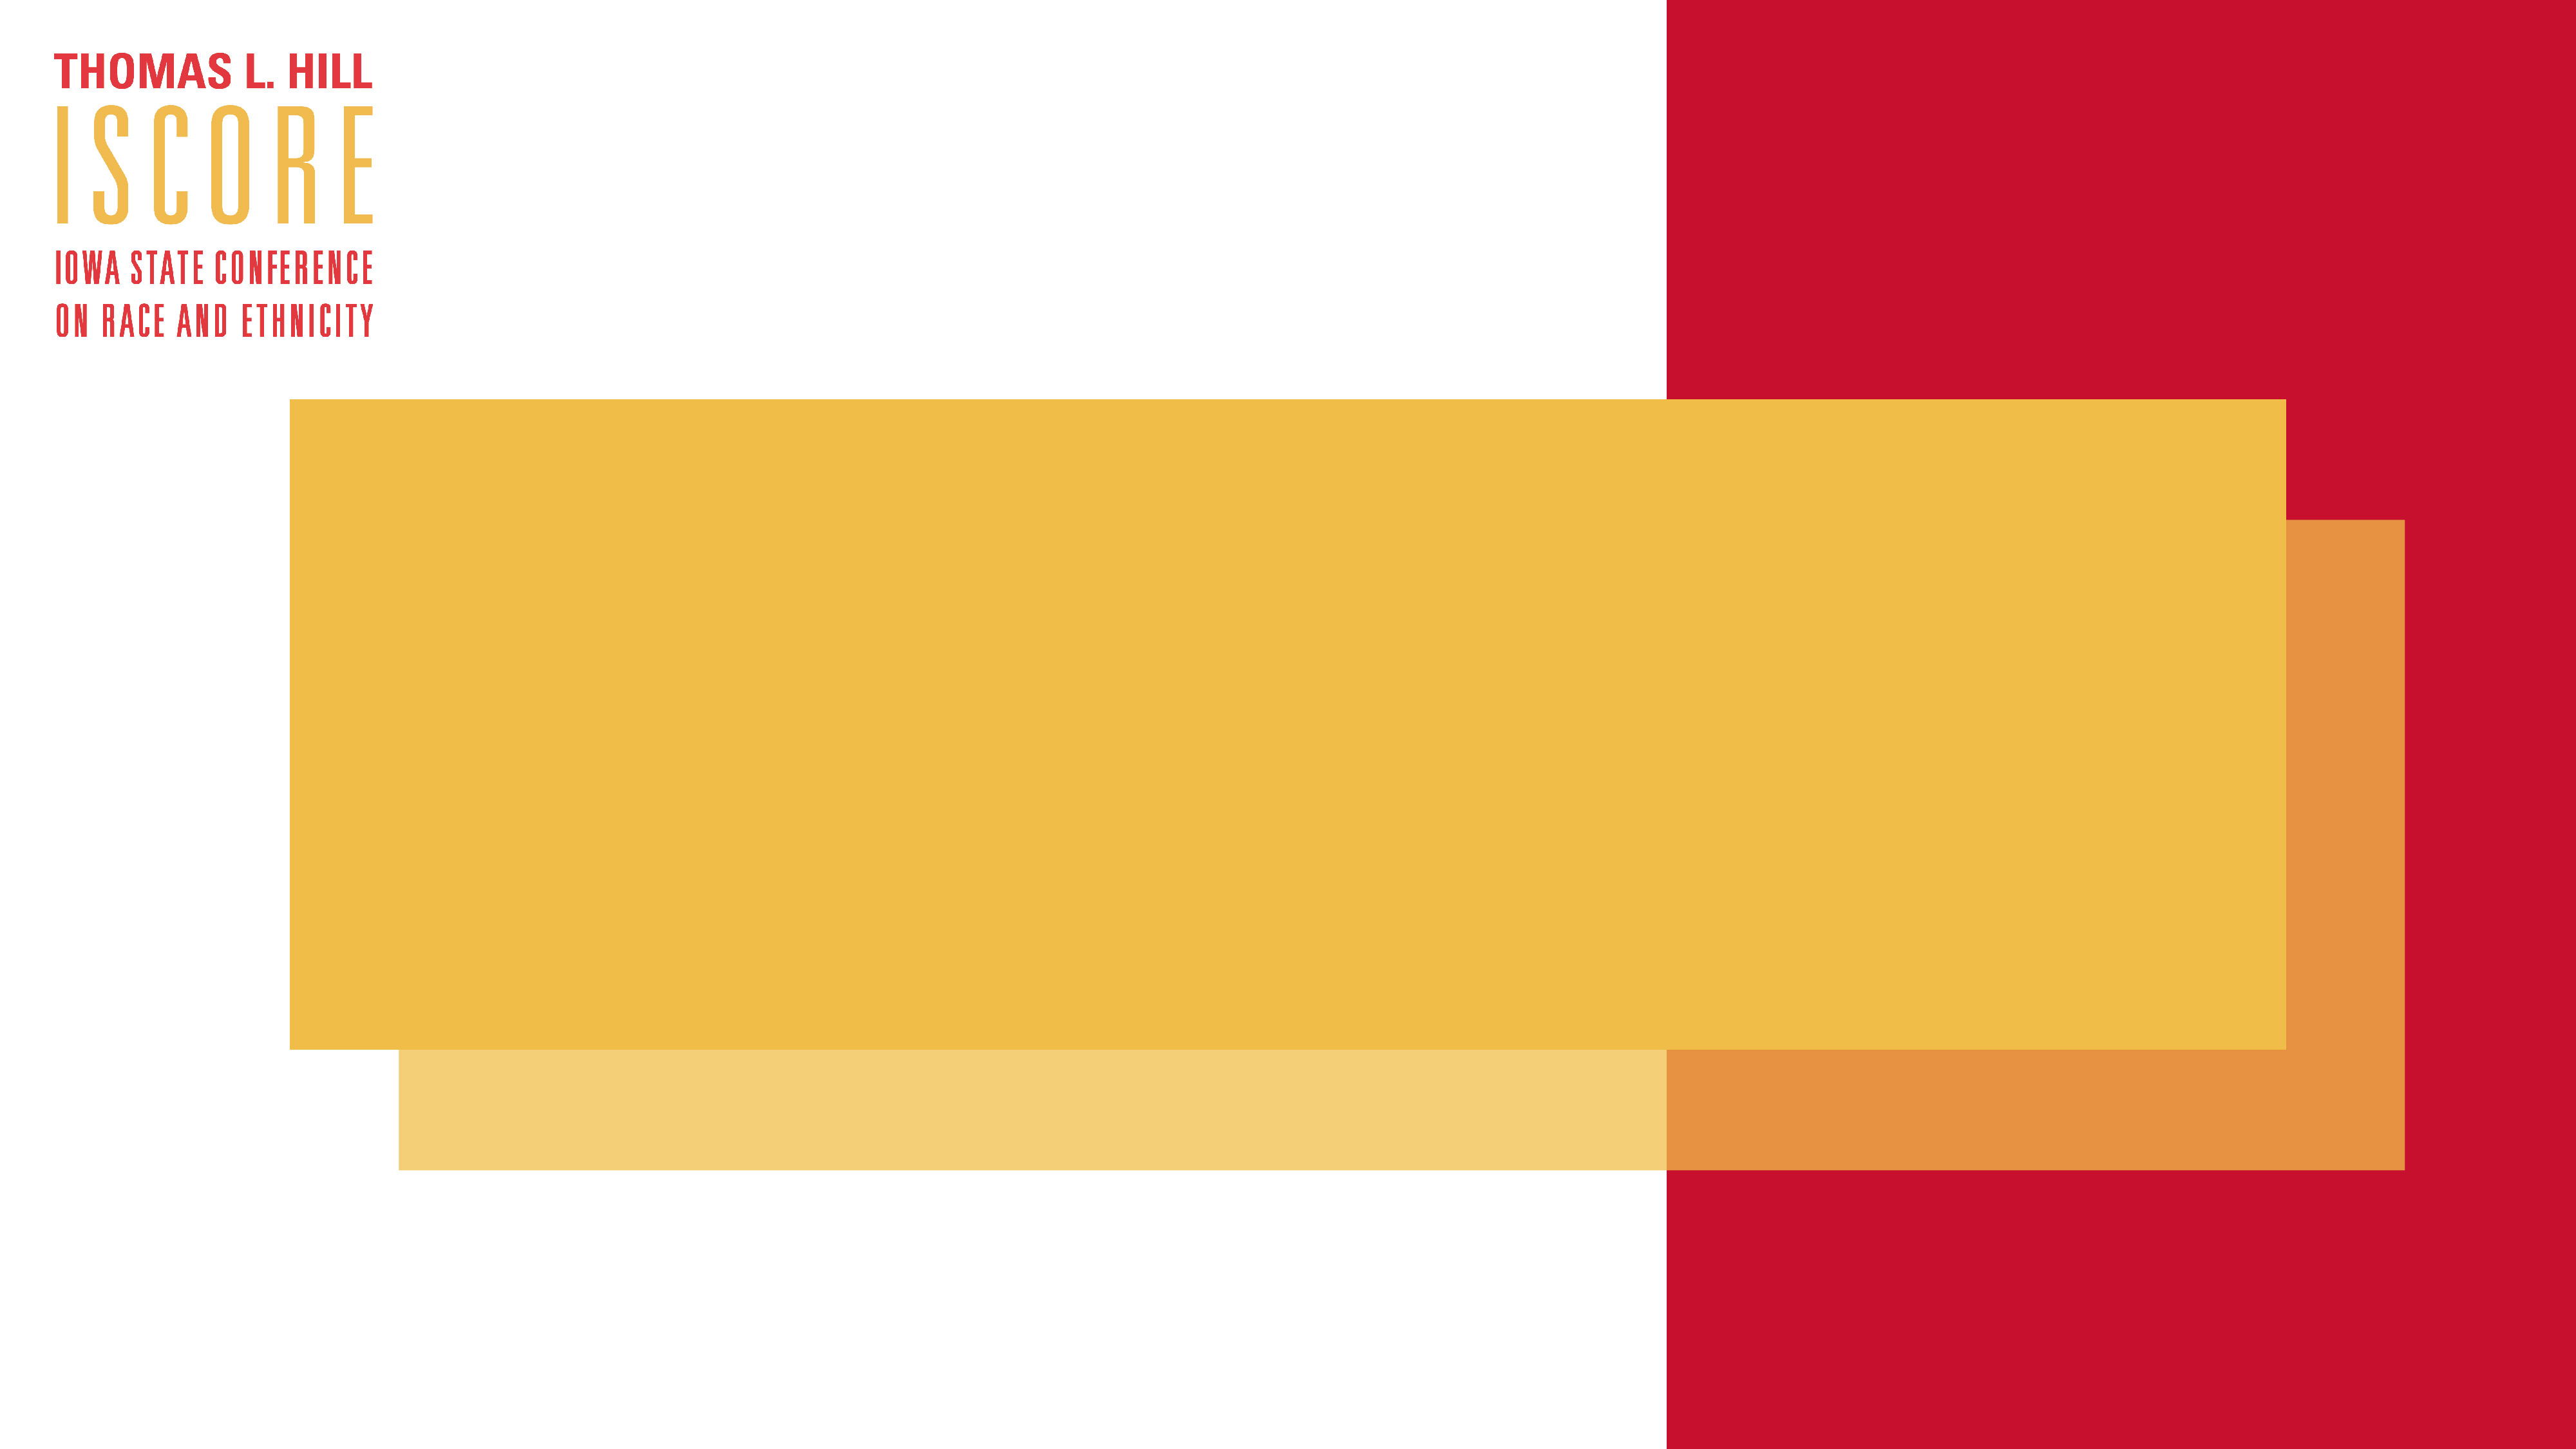 THOMAS L. HILL
ISCORE
IOWA STATE CONFERENCE
ON RACE AND ETHNICITY